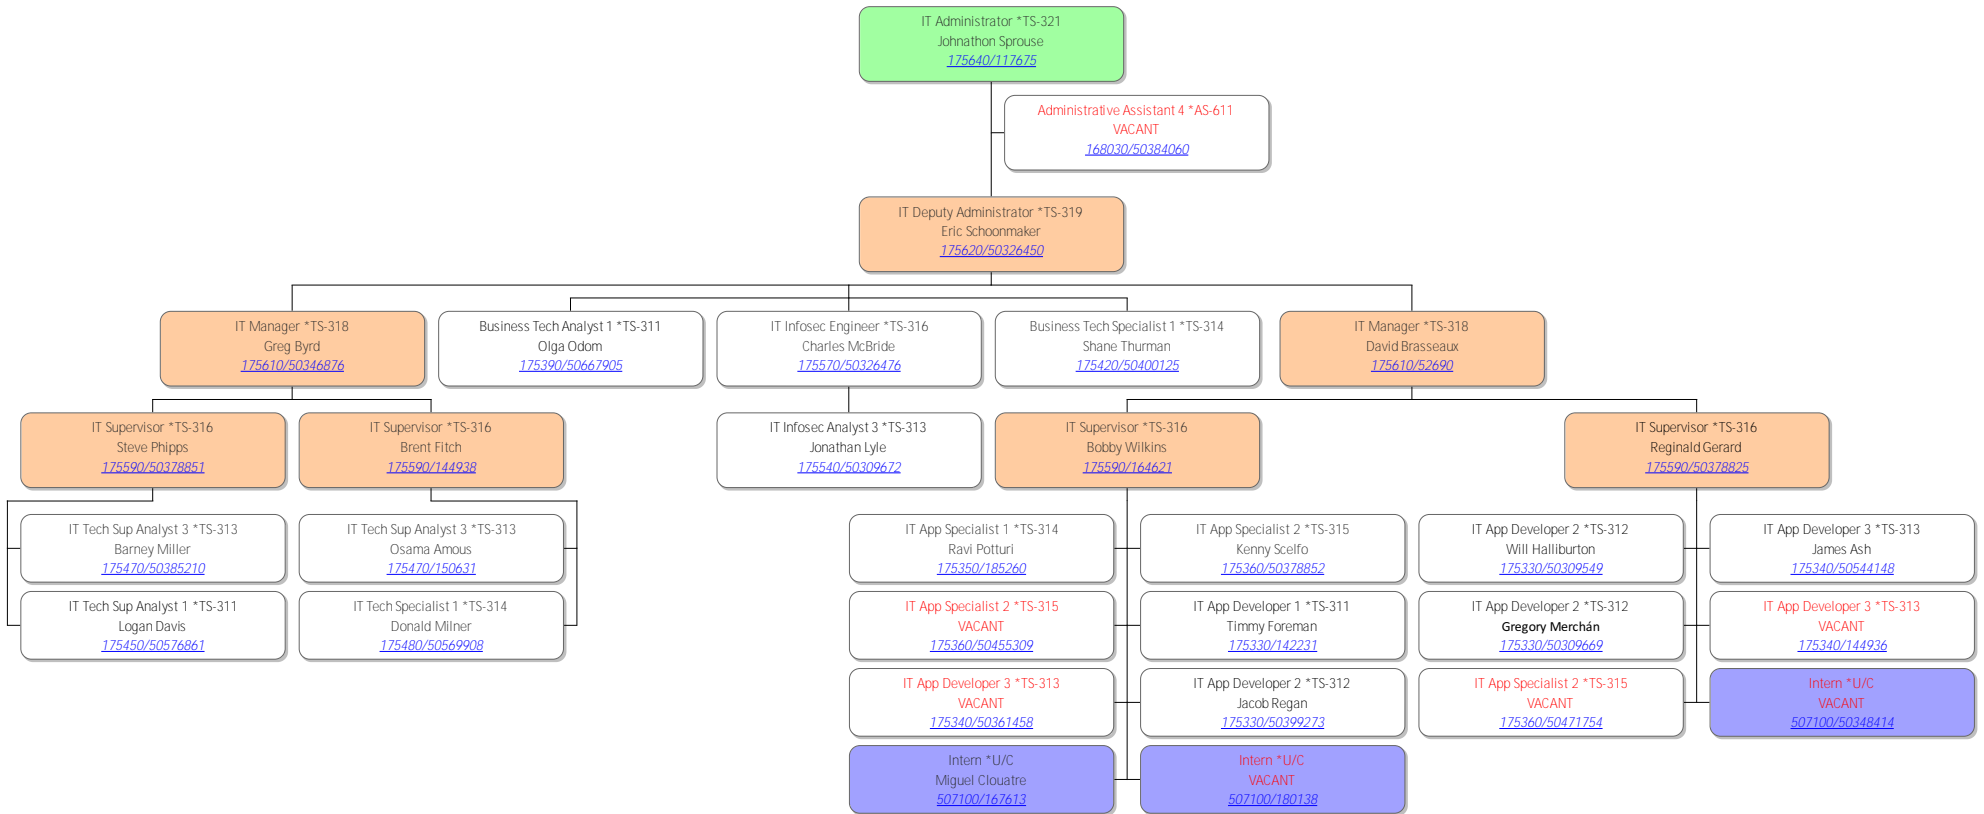 IT Administrator *TS-321
Johnathon Sprouse
175640/117675
Administrative Assistant 4 *AS-611
VACANT
168030/50384060
IT Deputy Administrator *TS-319
Eric Schoonmaker
175620/50326450
IT Manager *TS-318
Greg Byrd
175610/50346876
Business Tech Analyst 1 *TS-311
Olga Odom
175390/50667905
IT Infosec Engineer *TS-316
Charles McBride
175570/50326476
Business Tech Specialist 1 *TS-314
Shane Thurman
175420/50400125
IT Manager *TS-318
David Brasseaux
175610/52690
IT Supervisor *TS-316
Steve Phipps
175590/50378851
IT Supervisor *TS-316
Brent Fitch
175590/144938
IT Infosec Analyst 3 *TS-313
Jonathan Lyle
175540/50309672
IT Supervisor *TS-316
Bobby Wilkins
175590/164621
IT Supervisor *TS-316
Reginald Gerard
175590/50378825
IT Tech Sup Analyst 3 *TS-313
Barney Miller
175470/50385210
IT Tech Sup Analyst 3 *TS-313
Osama Amous
175470/150631
IT App Specialist 1 *TS-314
Ravi Potturi
175350/185260
IT App Specialist 2 *TS-315
Kenny Scelfo
175360/50378852
IT App Developer 2 *TS-312
Will Halliburton
175330/50309549
IT App Developer 3 *TS-313
James Ash
175340/50544148
IT Tech Sup Analyst 1 *TS-311
Logan Davis
175450/50576861
IT Tech Specialist 1 *TS-314
Donald Milner
175480/50569908
IT App Specialist 2 *TS-315
VACANT
175360/50455309
IT App Developer 1 *TS-311
Timmy Foreman
175330/142231
IT App Developer 2 *TS-312
Gregory Merchán
175330/50309669
IT App Developer 3 *TS-313
VACANT
175340/144936
IT App Developer 3 *TS-313
VACANT
175340/50361458
IT App Developer 2 *TS-312
Jacob Regan
175330/50399273
IT App Specialist 2 *TS-315
VACANT
175360/50471754
Intern *U/C
VACANT
507100/50348414
Intern *U/C
Miguel Clouatre
507100/167613
Intern *U/C
VACANT
507100/180138